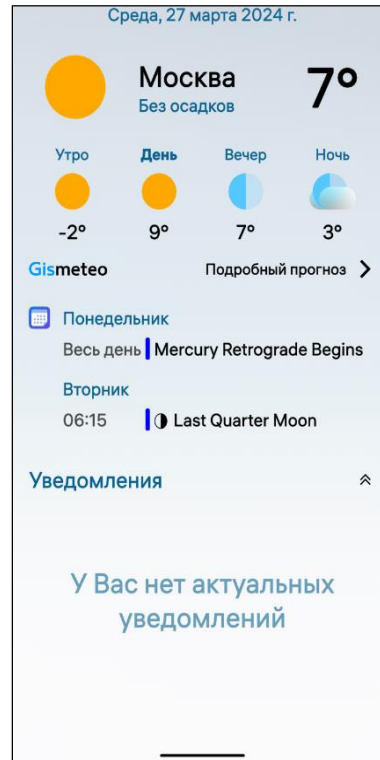 Среда, 27 марта 2024 г.
Москва
7°
Без осадков
Утро День Вечер Ночь
-2° 9° 7° 3°
Gismeteo Подробный прогноз
Понедельник
Весь день Mercury Retrograde Begins
Вторник
06:15 Last Quarter Moon
Уведомления
У Вас нет актуальных
уведомлений